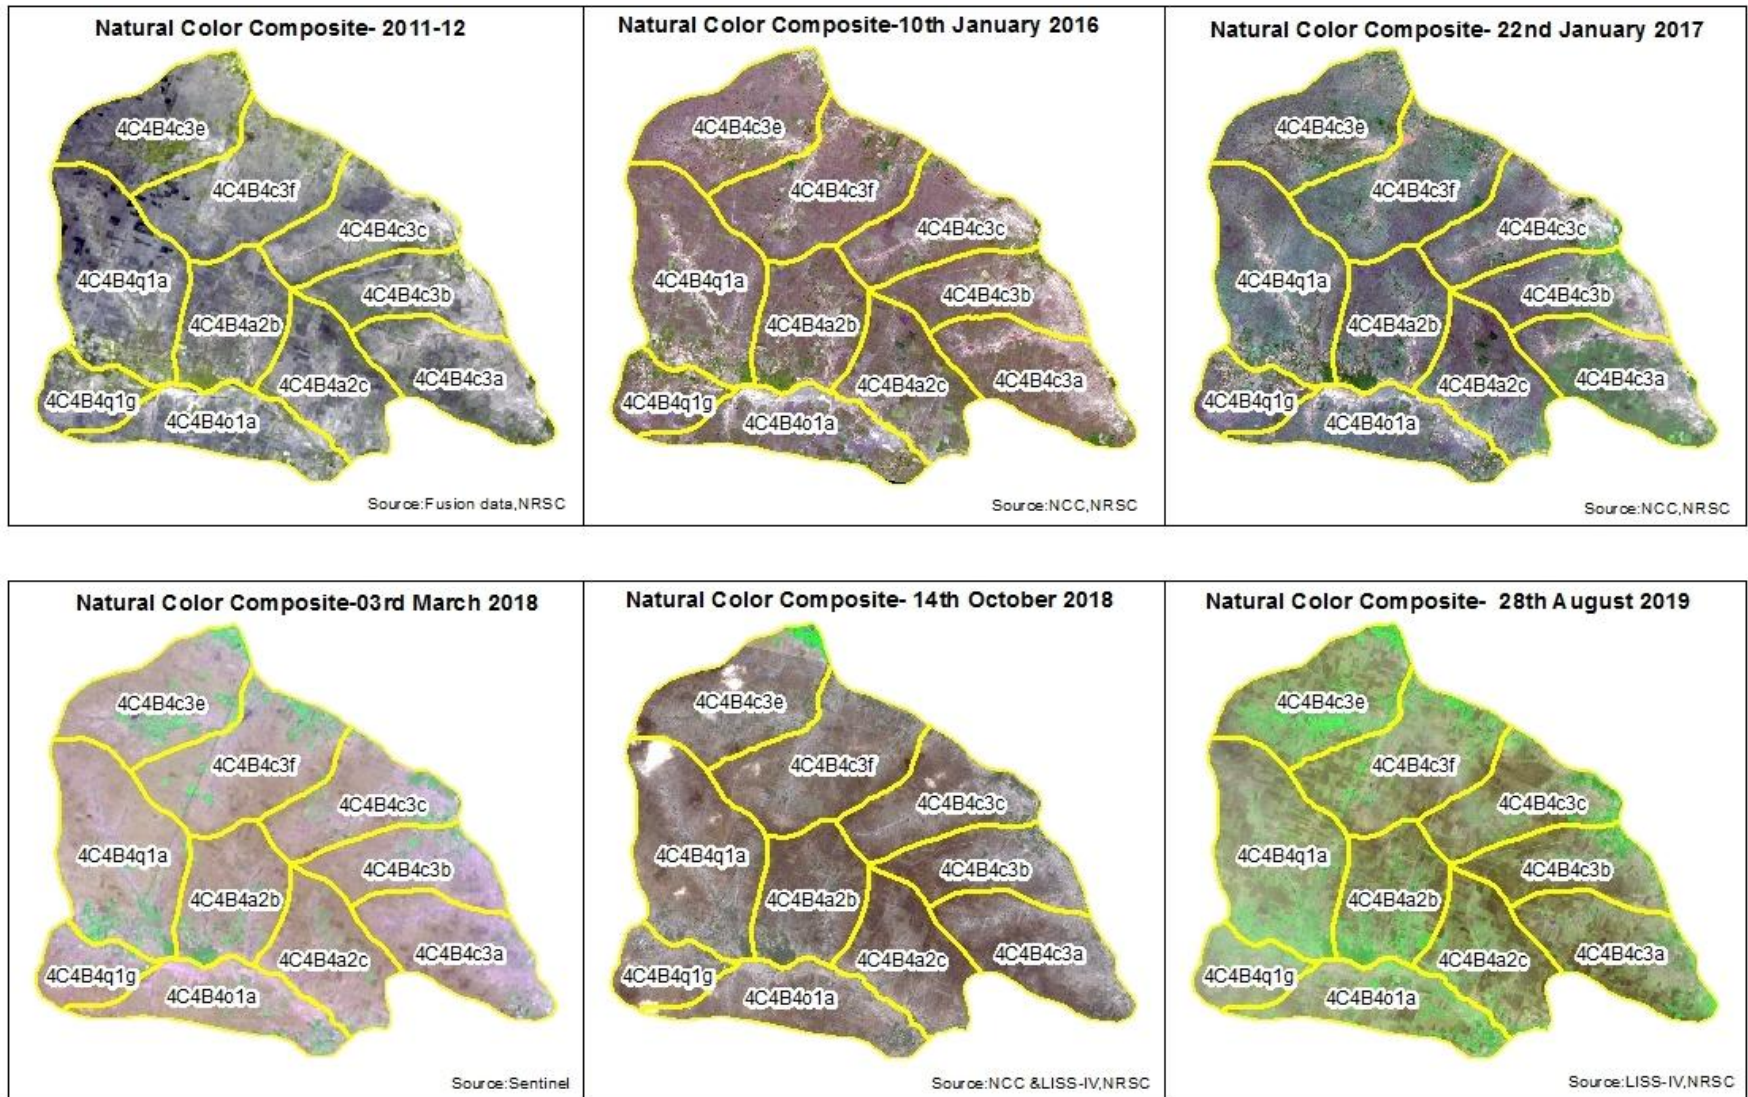 Natural Color Composite- 2011-12
4C4B4c3e
4C4B4c3f
4C4B4c3c
4C4B4q1a
4C4B4c3b
4C4B4a2b
4C4B4a2c
4C4B4c3a
4C4B4q1g
4C4B4o1a
Source:Fusion data,NRSC
Natural Color Composite-10th January 2016
4C4B4c3e
4C4B4c3f
4C4B4c3c
4C4B4q1a
4C4B4c3b
4C4B4a2b
4C4B4a2c
4C4B4c3a
4C4B4q1g
4C4B4o1a
Source:NCC,NRSC
Natural Color Composite- 22nd January 2017
4C4B4c3e
4C4B4c3f
4C4B4c3c
4C4B4q1a
4C4B4c3b
4C4B4a2b
4C4B4a2c
4C4B4c3a
4C4B4q1g
4C4B4o1a
Source:NCC,NRSC
Natural Color Composite-03rd March 2018
4C4B4c3e
4C4B4c3f
4C4B4c3c
4C4B4q1a
4C4B4c3b
4C4B4a2b
4C4B4a2c
4C4B4c3a
4C4B4q1g
4C4B4o1a
Source:Sentinel
Natural Color Composite- 14th October 2018
4C4B4c3e
4C4B4c3f
4C4B4c3c
4C4B4q1a
4C4B4c3b
4C4B4a2b
4C4B4a2c
4C4B4c3a
4C4B4q1g
4C4B4o1a
Source:NCC &LISS-IV,NRSC
Natural Color Composite- 28th August 2019
4C4B4c3e
4C4B4c3f
4C4B4c3c
4C4B4q1a
4C4B4c3b
4C4B4a2b
4C4B4a2c
4C4B4c3a
4C4B4q1g
4C4B4o1a
Source:LISS-IV,NRSC